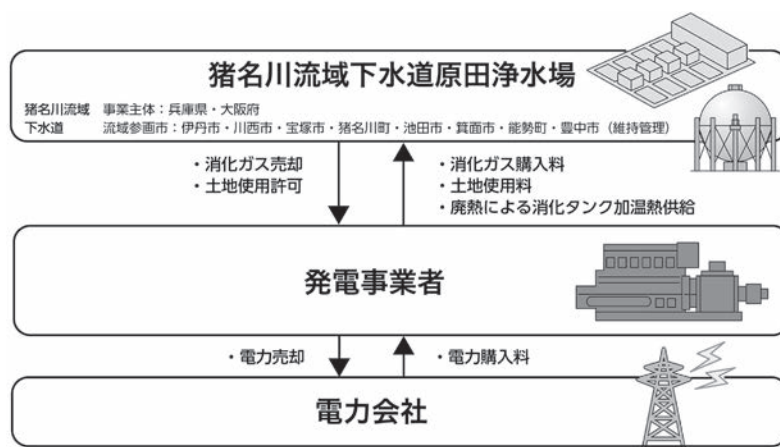 猪名川流域下水道原田浄水場
猪名川流域 事業主体：兵庫県・大阪府
下水道 流域参画市：伊丹市・川西市・宝塚市・猪名川町・池田市・箕面市・能勢町・豊中市（維持管理）
・消化ガス売却
・土地使用許可
・消化ガス購入料
・土地使用料
・廃熱による消化タンク加温熱供給
発電事業者
・電力売却
・電力購入料
電力会社